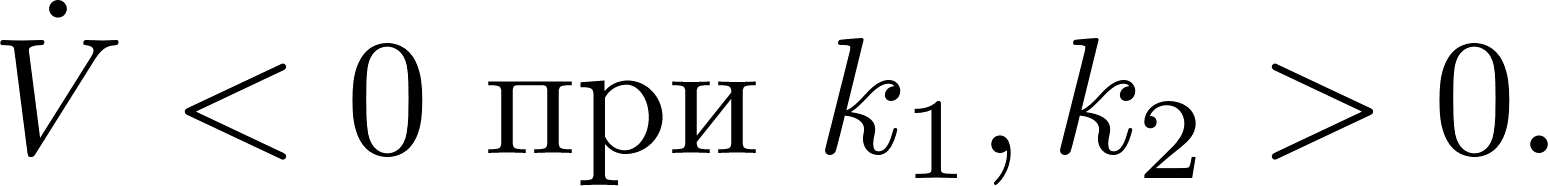 V̇ < 0 при k₁, k₂ > 0.